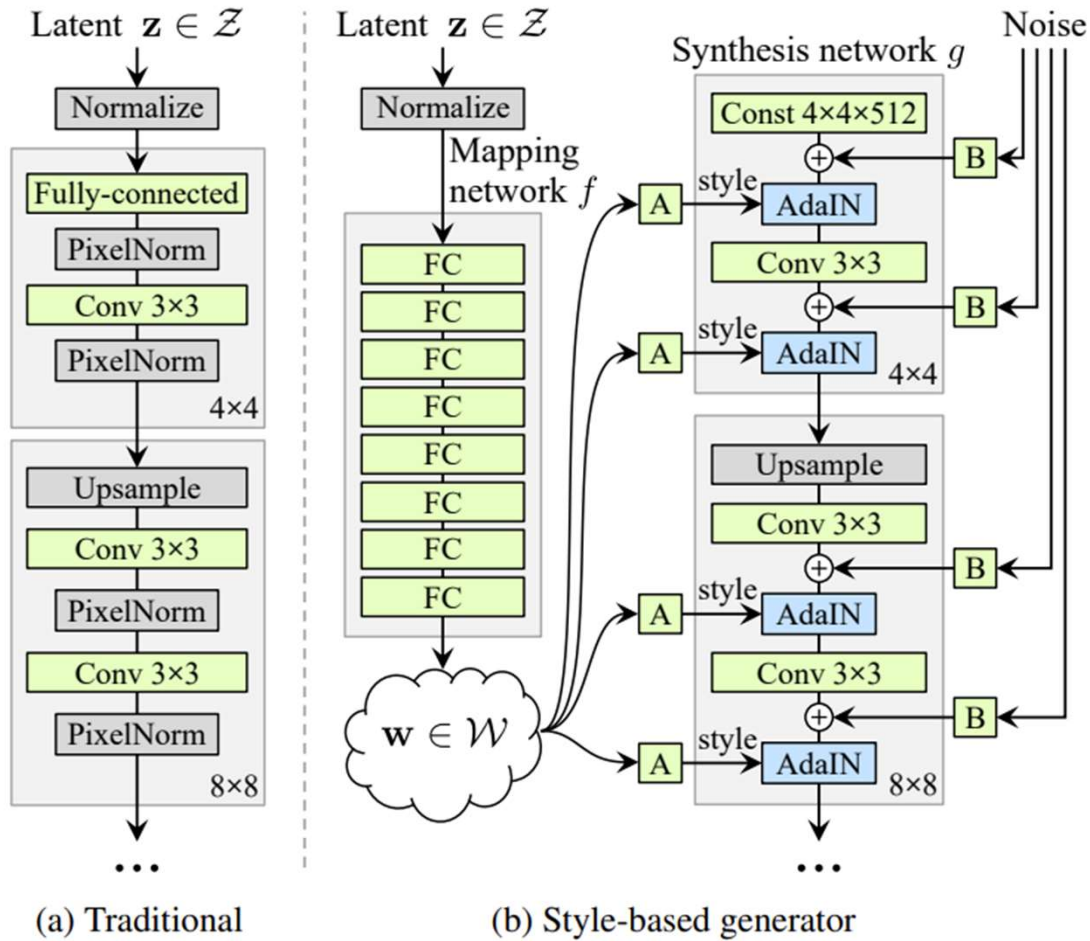 Latent z ∈ 𝒵
Normalize
Fully-connected
PixelNorm
Conv 3×3
PixelNorm
4×4
Upsample
Conv 3×3
PixelNorm
Conv 3×3
PixelNorm
8×8
...
(a) Traditional
Latent z ∈ 𝒵
Normalize
Mapping
network f
FC
FC
FC
FC
FC
FC
FC
FC
w ∈ 𝒲
Synthesis network g
Noise
Const 4×4×512
B
A
style
AdaIN
Conv 3×3
B
A
style
AdaIN
4×4
Upsample
Conv 3×3
B
A
style
AdaIN
Conv 3×3
B
A
style
AdaIN
8×8
...
(b) Style-based generator